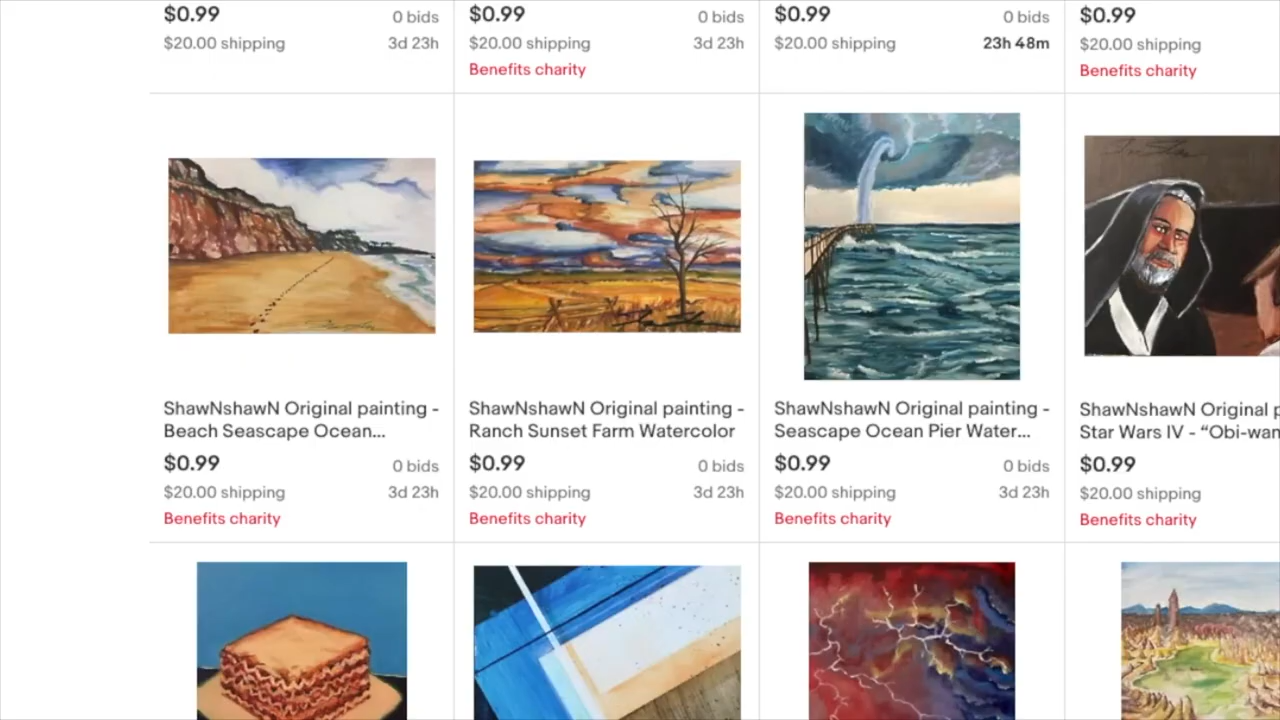 $0.99 0 bids
$20.00 shipping 3d 23h
$0.99 0 bids
$20.00 shipping 3d 23h
Benefits charity
$0.99 0 bids
$20.00 shipping 23h 48m
$0.99
$20.00 shipping
Benefits charity
ShawNshawN Original painting -
Beach Seascape Ocean...
$0.99 0 bids
$20.00 shipping 3d 23h
Benefits charity
ShawNshawN Original painting -
Ranch Sunset Farm Watercolor
$0.99 0 bids
$20.00 shipping 3d 23h
Benefits charity
ShawNshawN Original painting -
Seascape Ocean Pier Water...
$0.99 0 bids
$20.00 shipping 3d 23h
Benefits charity
ShawNshawN Original p
Star Wars IV - “Obi-wan
$0.99
$20.00 shipping
Benefits charity